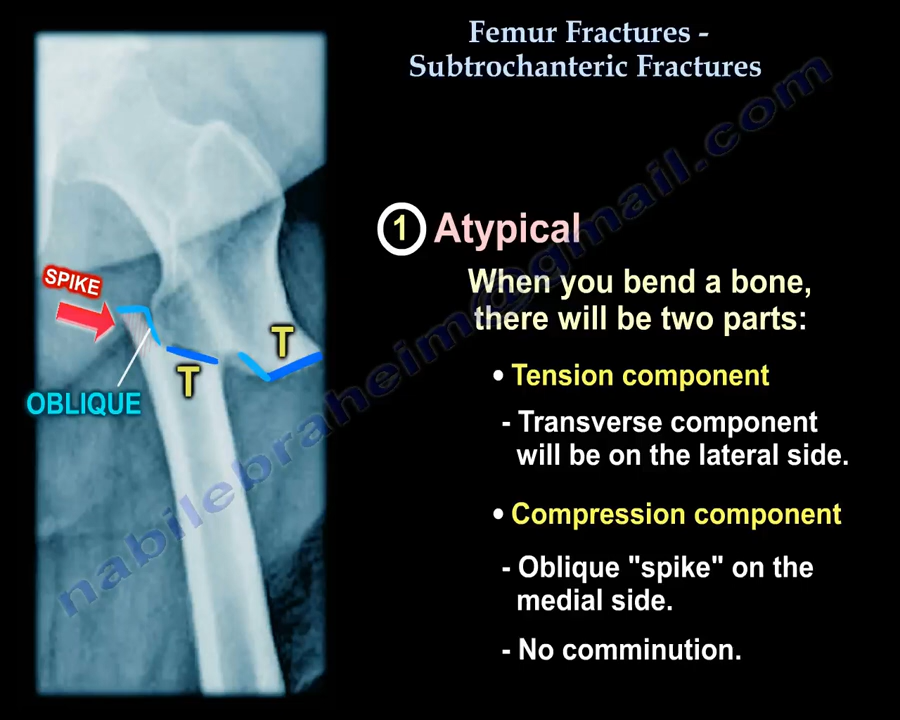 Femur Fractures -
Subtrochanteric Fractures
1 Atypical
When you bend a bone,
there will be two parts:
• Tension component
- Transverse component
will be on the lateral side.
• Compression component
- Oblique "spike" on the
medial side.
- No comminution.
SPIKE
OBLIQUE
T
T
nabilebraheim@gmail.com